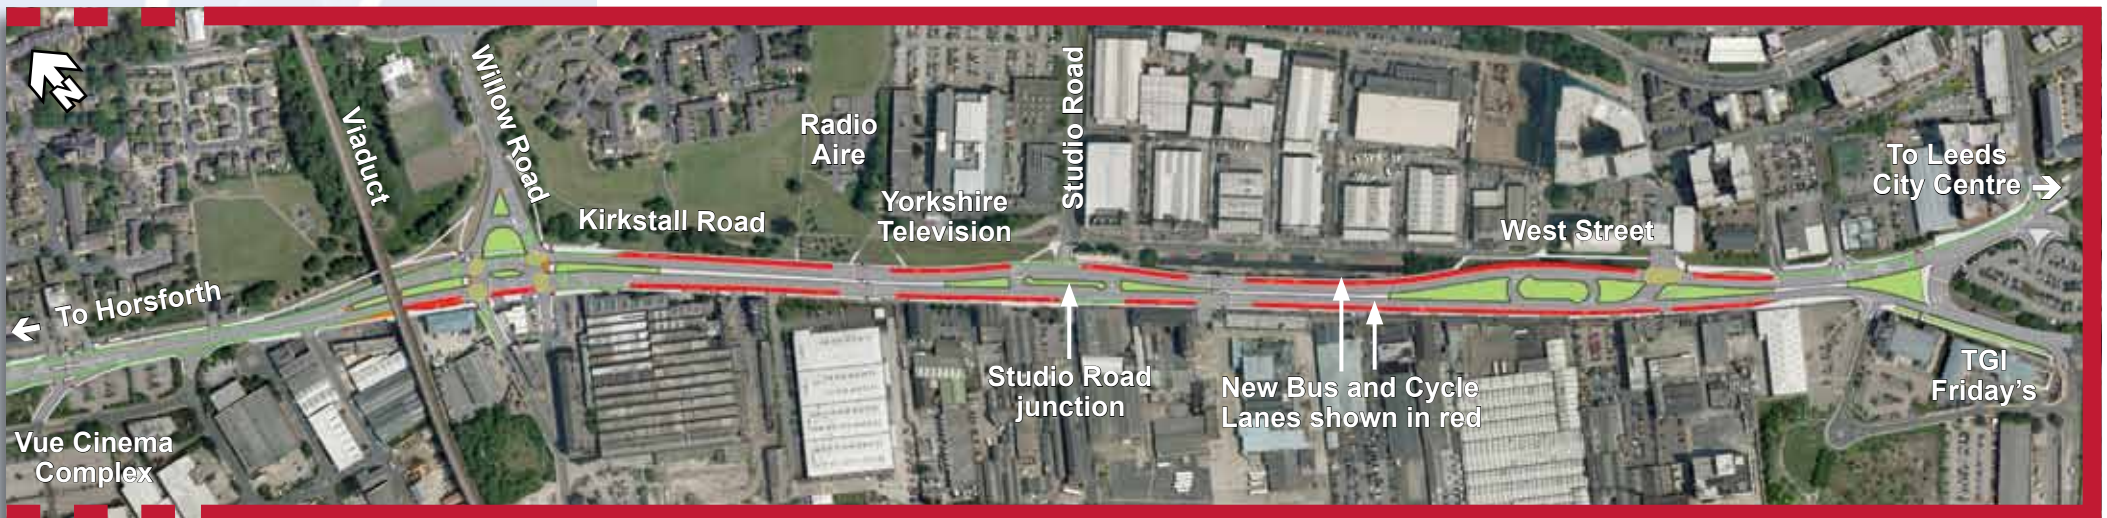 N
Viaduct
Willow Road
Kirkstall Road
Radio
Aire
Yorkshire
Television
Studio Road
West Street
To Leeds
City Centre
To Horsforth
Vue Cinema
Complex
Studio Road
junction
New Bus and Cycle
Lanes shown in red
TGI
Friday's